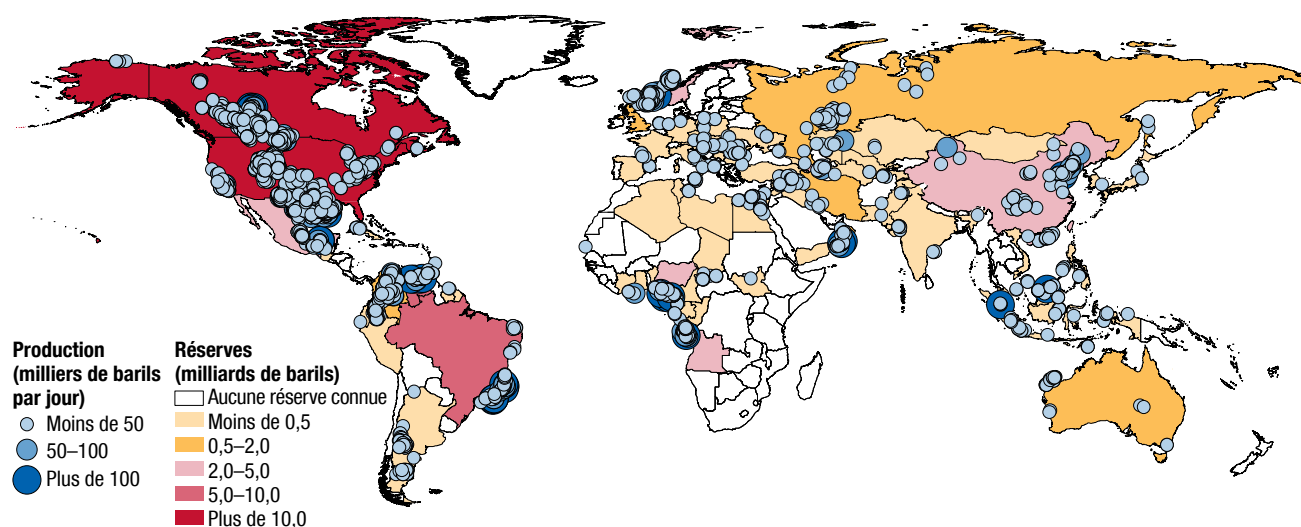 Production
(milliers de barils
par jour)
Moins de 50
50–100
Plus de 100
Réserves
(milliards de barils)
Aucune réserve connue
Moins de 0,5
0,5–2,0
2,0–5,0
5,0–10,0
Plus de 10,0